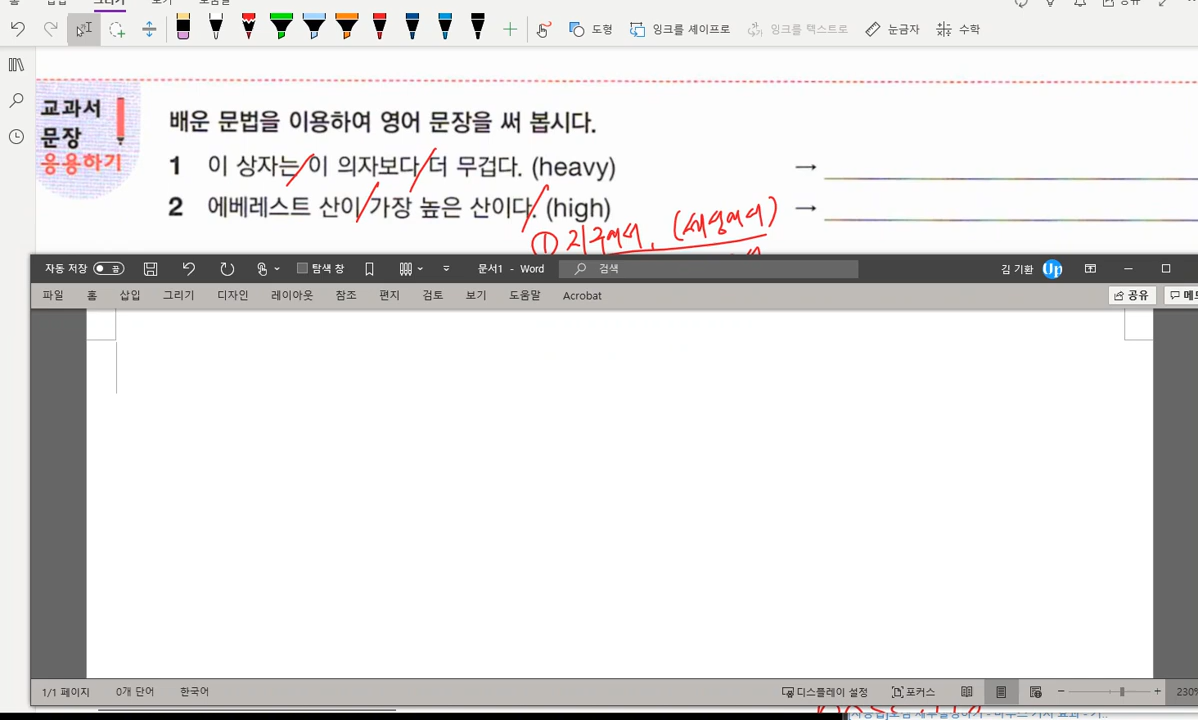 그리기
도형 잉크를 셰이프로 잉크를 텍스트로 눈금자 수학
교과서
문장
응용하기
배운 문법을 이용하여 영어 문장을 써 봅시다.
1 이 상자는 이 의자보다 더 무겁다. (heavy) →
2 에베레스트 산이 가장 높은 산이다. (high) →
① 지구에서, (세상에서)
자동 저장 끔 탐색 창 문서1 - Word 검색 김 기환 Up
파일 홈 삽입 그리기 디자인 레이아웃 참조 편지 검토 보기 도움말 Acrobat 공유 메
1/1 페이지 0개 단어 한국어 디스플레이 설정 포커스 230%